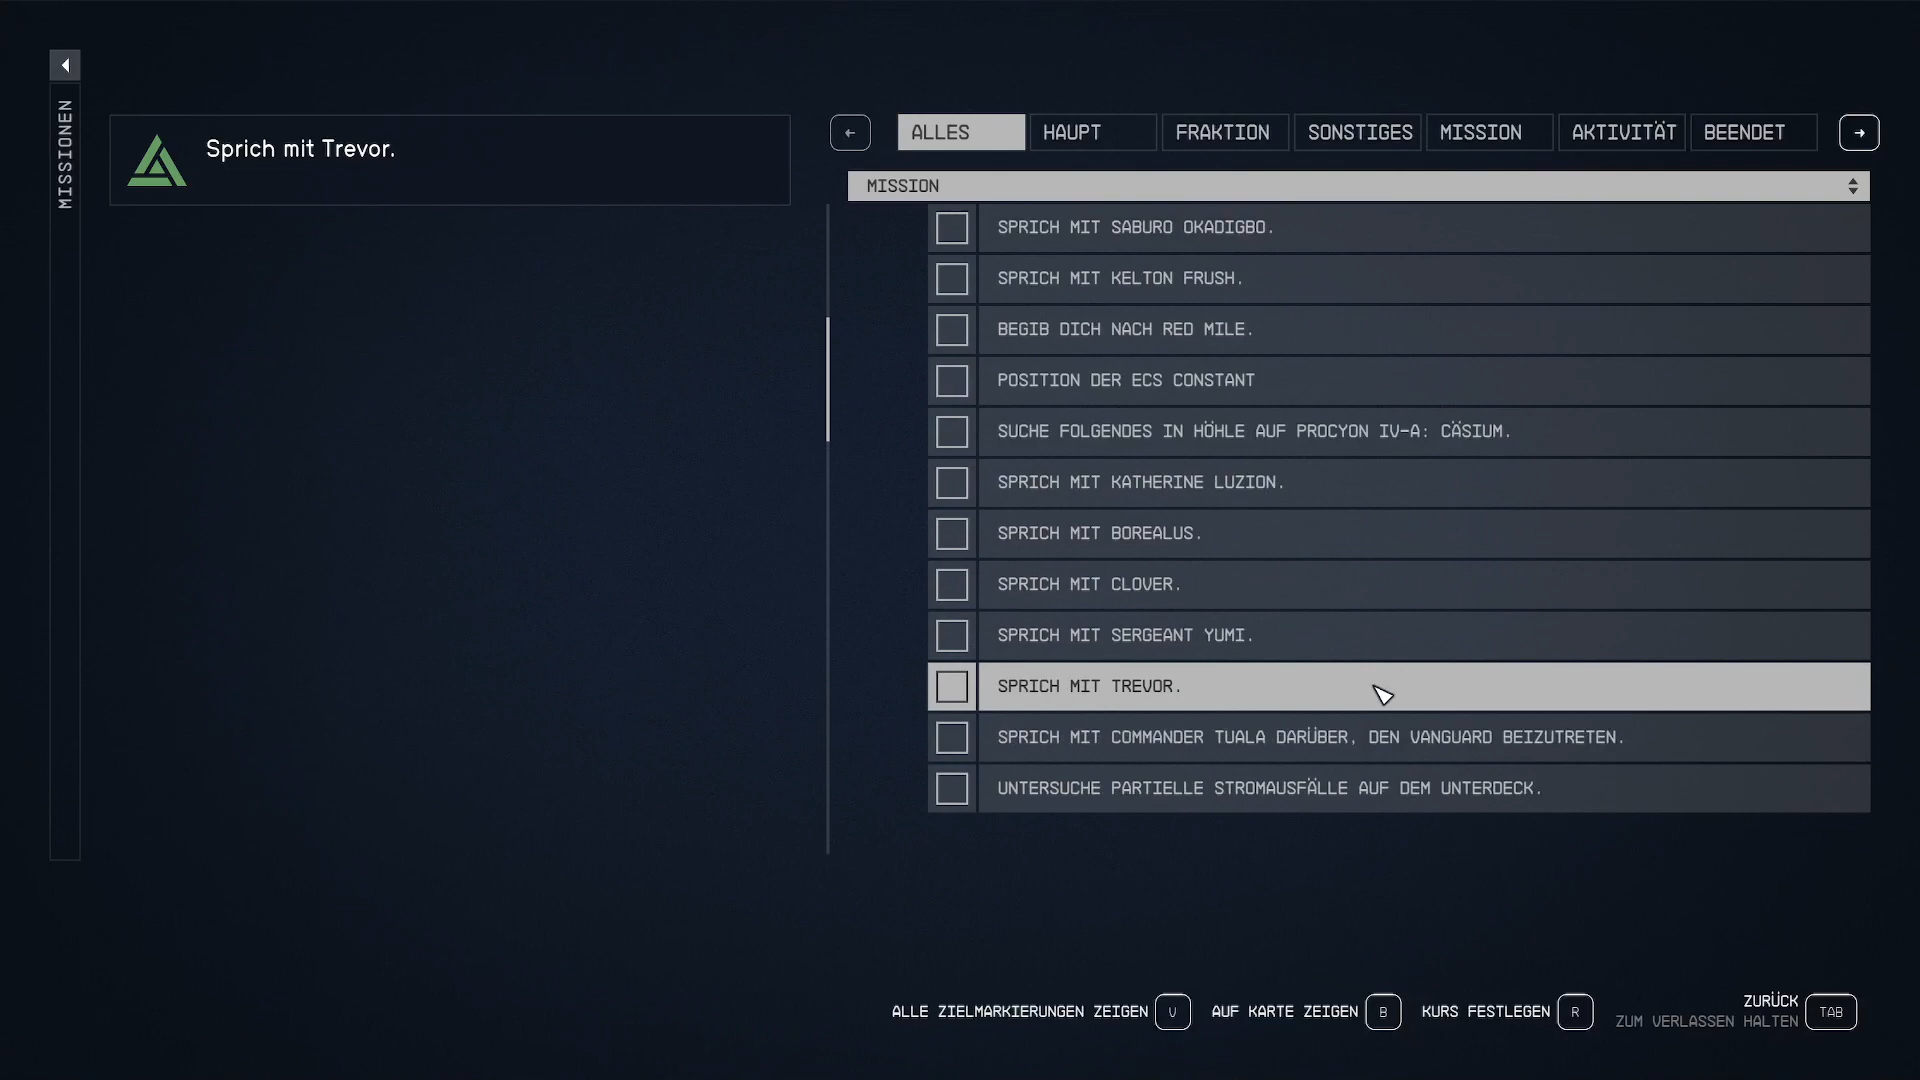 MISSIONEN
Sprich mit Trevor.
ALLES HAUPT FRAKTION SONSTIGES MISSION AKTIVITÄT BEENDET
MISSION
SPRICH MIT SABURO OKADIGBO.
SPRICH MIT KELTON FRUSH.
BEGIB DICH NACH RED MILE.
POSITION DER ECS CONSTANT
SUCHE FOLGENDES IN HÖHLE AUF PROCYON IV-A: CÄSIUM.
SPRICH MIT KATHERINE LUZION.
SPRICH MIT BOREALUS.
SPRICH MIT CLOVER.
SPRICH MIT SERGEANT YUMI.
SPRICH MIT TREVOR.
SPRICH MIT COMMANDER TUALA DARÜBER, DEN VANGUARD BEIZUTRETEN.
UNTERSUCHE PARTIELLE STROMAUSFÄLLE AUF DEM UNTERDECK.
ALLE ZIELMARKIERUNGEN ZEIGEN V AUF KARTE ZEIGEN B KURS FESTLEGEN R ZURÜCK TAB
ZUM VERLASSEN HALTEN